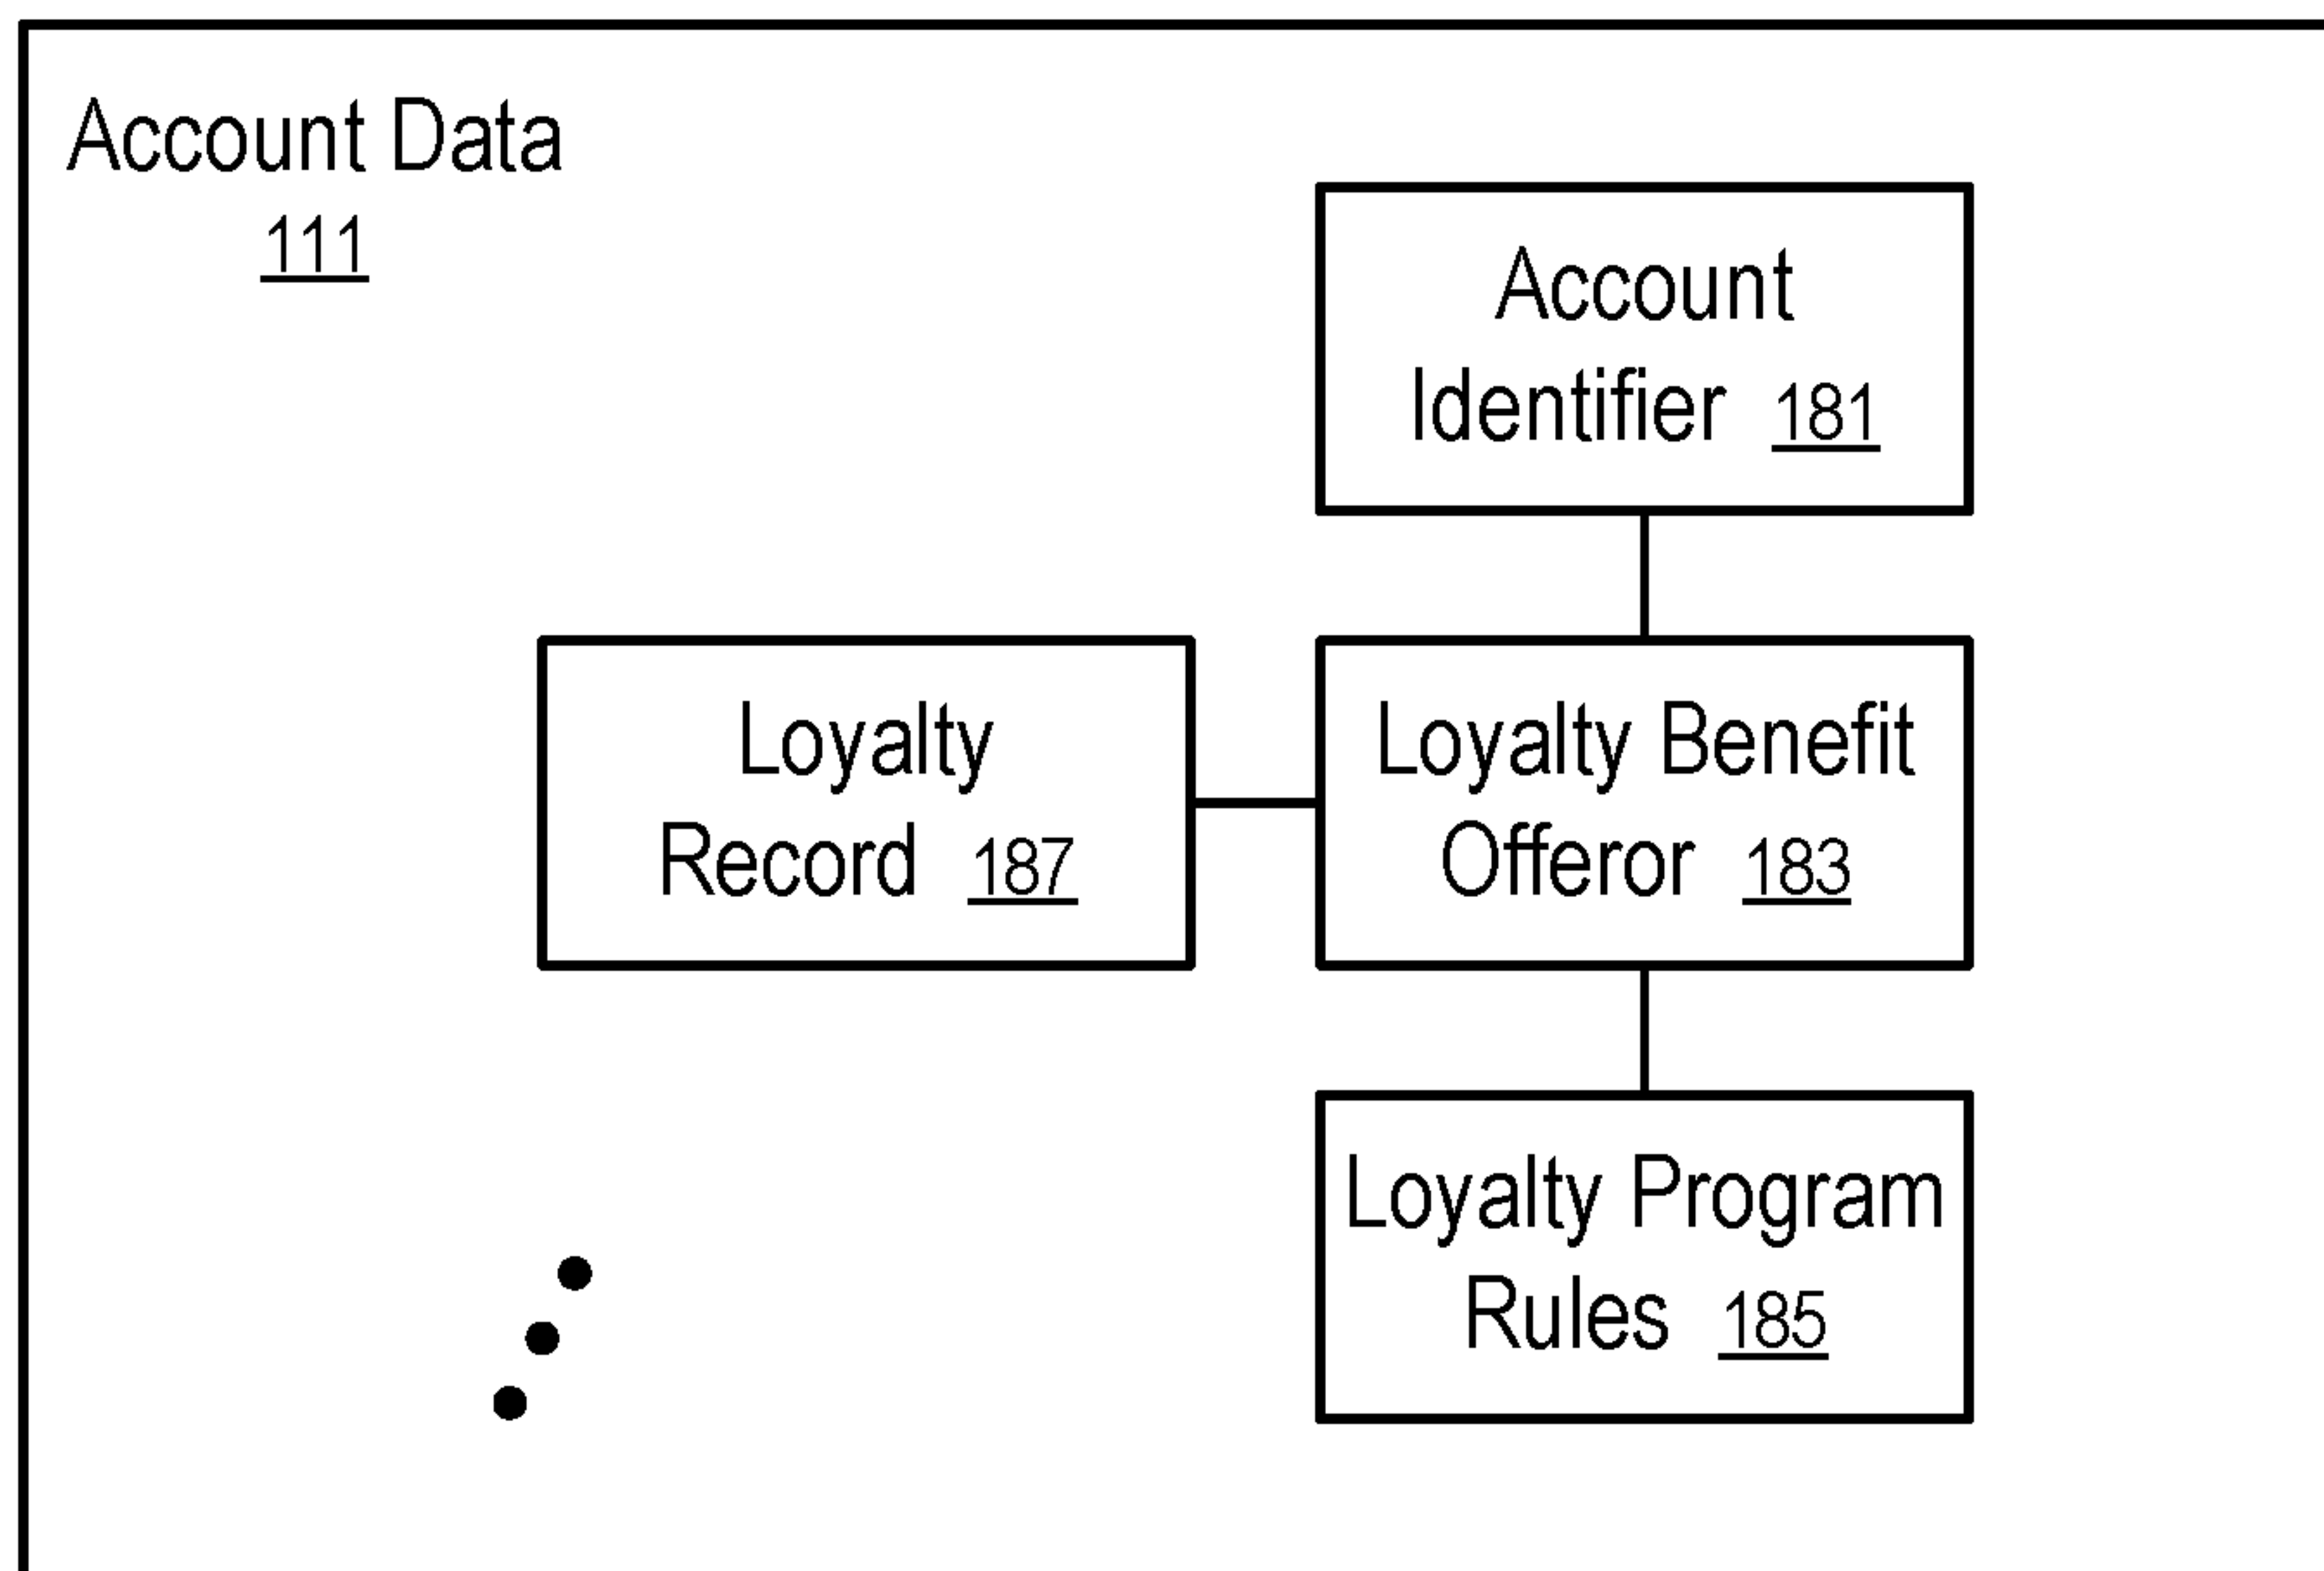 Account Data
111
Account
Identifier 181
Loyalty
Record 187
Loyalty Benefit
Offeror 183
Loyalty Program
Rules 185